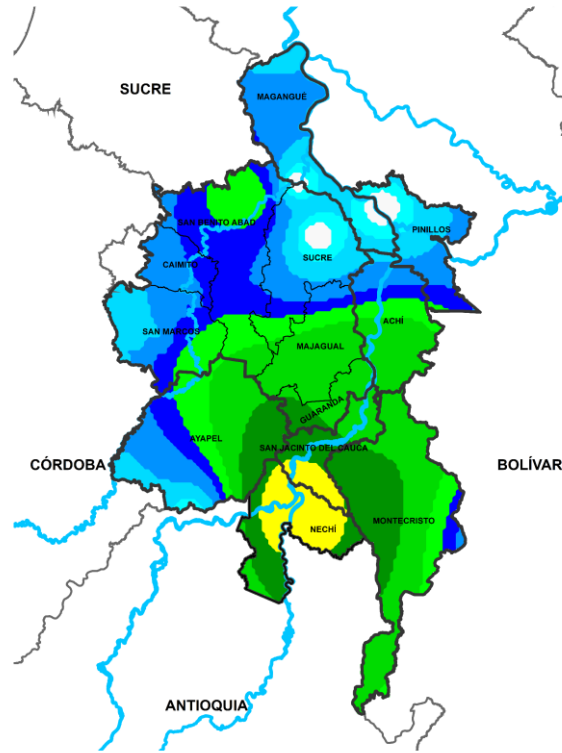 SUCRE
MAGANGUÉ
SAN BENITO ABAD
PINILLOS
SUCRE
CAIMITO
ACHÍ
SAN MARCOS
MAJAGUAL
GUARANDA
AYAPEL
SAN JACINTO DEL CAUCA
CÓRDOBA
BOLÍVAR
MONTECRISTO
NECHÍ
ANTIOQUIA